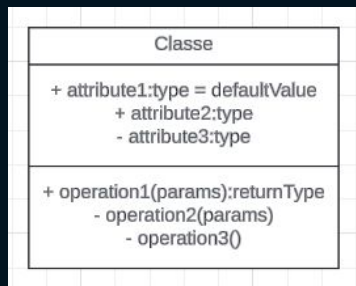 Classe
+ attribute1:type = defaultValue
+ attribute2:type
- attribute3:type
+ operation1(params):returnType
- operation2(params)
- operation3()